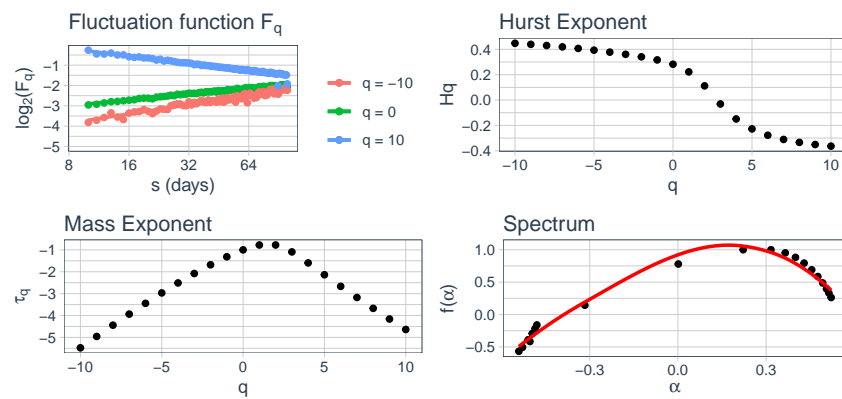 Fluctuation function Fq
−1
−2
−3
−4
−5
8
16
32
64
log2(Fq)
s (days)
q = −10
q = 0
q = 10
Hurst Exponent
0.4
0.2
0.0
−0.2
−0.4
−10
−5
0
5
10
Hq
q
Mass Exponent
−1
−2
−3
−4
−5
−10
−5
0
5
10
τq
q
Spectrum
1.0
0.5
0.0
−0.5
−0.3
0.0
0.3
f(α)
α